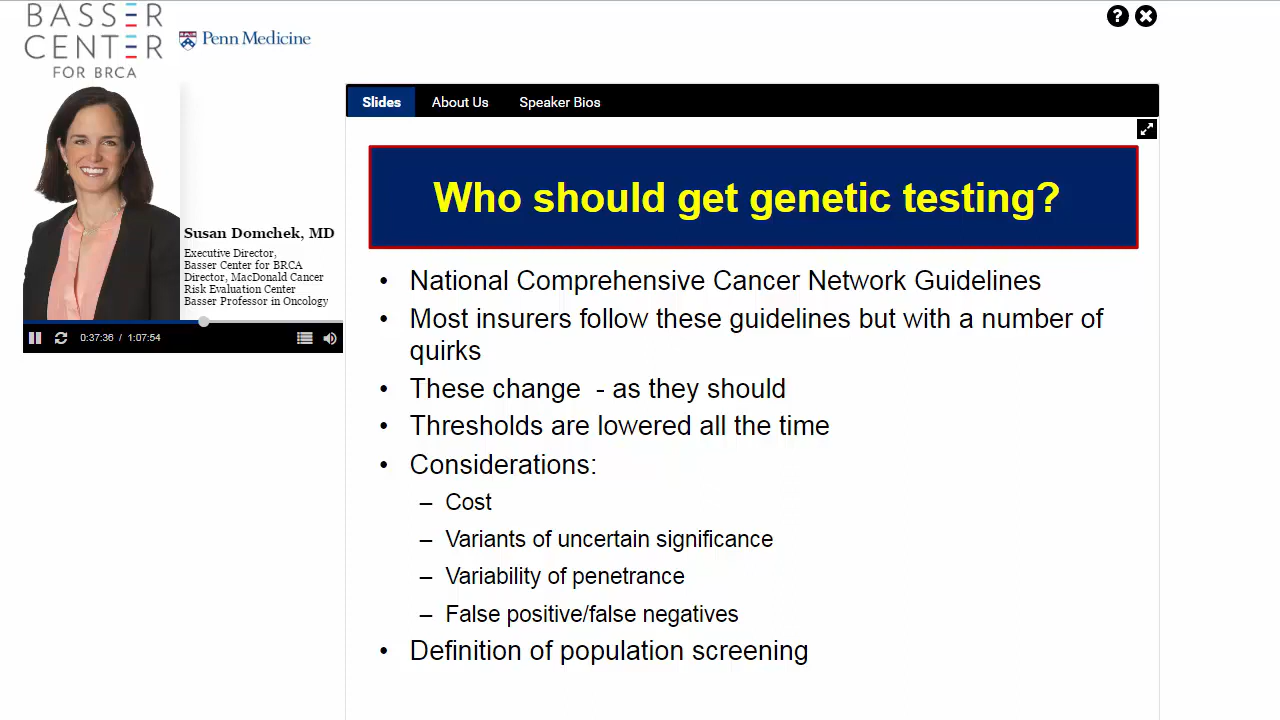 BASSER
CENTER
FOR BRCA
Penn Medicine
Susan Domchek, MD
Executive Director,
Basser Center for BRCA
Director, MacDonald Cancer
Risk Evaluation Center
Basser Professor in Oncology
0:37:36 / 1:07:54
Slides About Us Speaker Bios
Who should get genetic testing?
• National Comprehensive Cancer Network Guidelines
• Most insurers follow these guidelines but with a number of
quirks
• These change - as they should
• Thresholds are lowered all the time
• Considerations:
– Cost
– Variants of uncertain significance
– Variability of penetrance
– False positive/false negatives
• Definition of population screening